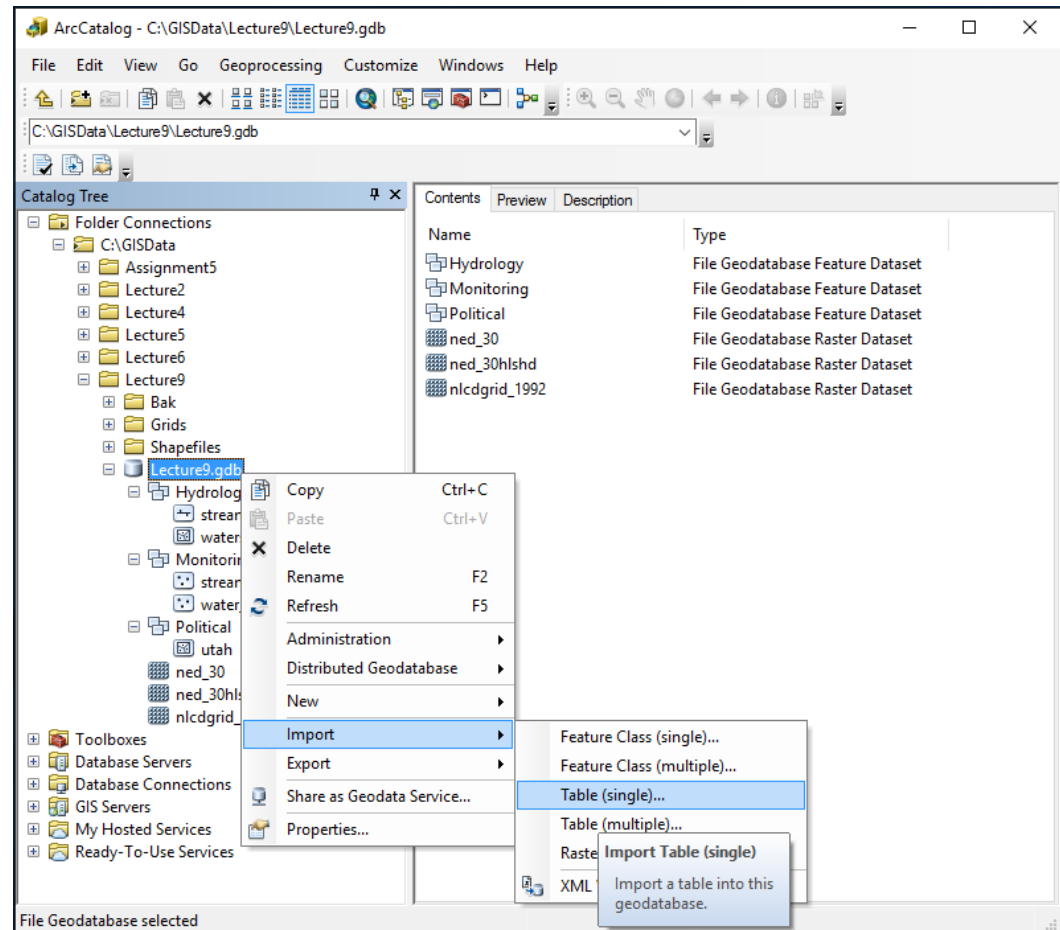 ArcCatalog - C:\GISData\Lecture9\Lecture9.gdb
File Edit View Go Geoprocessing Customize Windows Help
C:\GISData\Lecture9\Lecture9.gdb
Catalog Tree
Folder Connections
C:\GISData
Assignment5
Lecture2
Lecture4
Lecture5
Lecture6
Lecture9
Bak
Grids
Shapefiles
Lecture9.gdb
Hydrolog
strear
water
Monitorin
strear
water_
Political
utah
ned_30
ned_30hls
nlcdgrid_
Toolboxes
Database Servers
Database Connections
GIS Servers
My Hosted Services
Ready-To-Use Services
Contents Preview Description
Name Type
Hydrology File Geodatabase Feature Dataset
Monitoring File Geodatabase Feature Dataset
Political File Geodatabase Feature Dataset
ned_30 File Geodatabase Raster Dataset
ned_30hlshd File Geodatabase Raster Dataset
nlcdgrid_1992 File Geodatabase Raster Dataset
Copy Ctrl+C
Paste Ctrl+V
Delete
Rename F2
Refresh F5
Administration
Distributed Geodatabase
New
Import
Export
Share as Geodata Service...
Properties...
Feature Class (single)...
Feature Class (multiple)...
Table (single)...
Table (multiple)...
Raste
XML
Import Table (single)
Import a table into this
geodatabase.
File Geodatabase selected